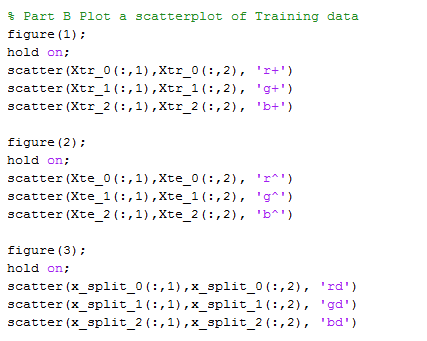 % Part B Plot a scatterplot of Training data
figure(1);
hold on;
scatter(Xtr_0(:,1),Xtr_0(:,2), 'r+')
scatter(Xtr_1(:,1),Xtr_1(:,2), 'g+')
scatter(Xtr_2(:,1),Xtr_2(:,2), 'b+')
figure(2);
hold on;
scatter(Xte_0(:,1),Xte_0(:,2), 'r^')
scatter(Xte_1(:,1),Xte_1(:,2), 'g^')
scatter(Xte_2(:,1),Xte_2(:,2), 'b^')
figure(3);
hold on;
scatter(x_split_0(:,1),x_split_0(:,2), 'rd')
scatter(x_split_1(:,1),x_split_1(:,2), 'gd')
scatter(x_split_2(:,1),x_split_2(:,2), 'bd')